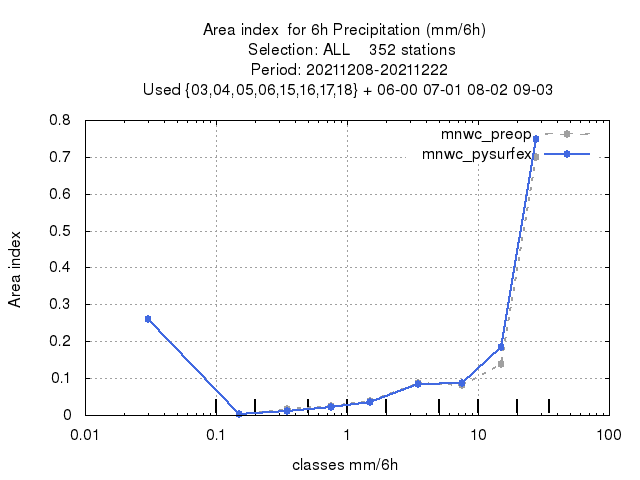 Area index  for 6h Precipitation (mm/6h)
Selection: ALL    352 stations
Period: 20211208-20211222
Used {03,04,05,06,15,16,17,18} + 06-00 07-01 08-02 09-03
mnwc_preop
mnwc_pysurfex
0.8
0.7
0.6
0.5
0.4
0.3
0.2
0.1
0
Area index
0.01 0.1 1 10 100
classes mm/6h